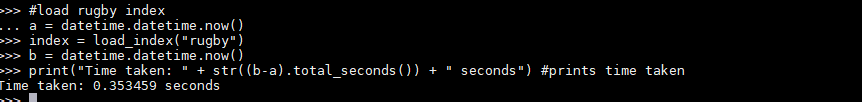 >>> #load rugby index
... a = datetime.datetime.now()
>>> index = load_index("rugby")
>>> b = datetime.datetime.now()
>>> print("Time taken: " + str((b-a).total_seconds()) + " seconds") #prints time taken
Time taken: 0.353459 seconds
>>>